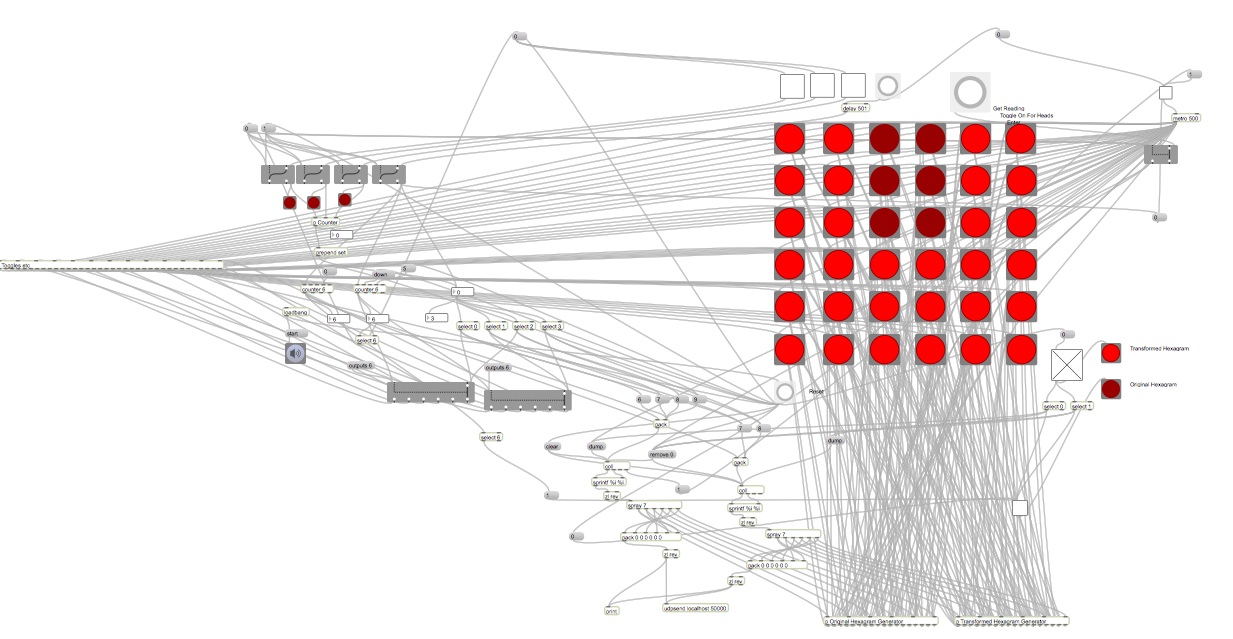 0
0
1
delay 501
Get Reading
Toggle On For Heads
metro 500
0
1
p Counter
0
prepend set
0
Toggles etc
0
down
5
counter 6
counter 6
0
loadbang
6
6
3
select 0
select 1
select 2
select 3
start
select 6
0
Transformed Hexagram
outputs 6
outputs 6
Original Hexagram
Reset
6
7
8
9
select 0
select 1
pack
7
8
select 6
clear
dump
remove 0
dump
coll
pack
sprintf %i %i
1
coll
zl rev
1
spray 7
sprintf %i %i
zl rev
0
pack 0 0 0 0 0 0
spray 7
zl rev
pack 0 0 0 0 0 0
zl rev
print
udpsend localhost 50000
p Original Hexagram Generator
p Transformed Hexagram Generator